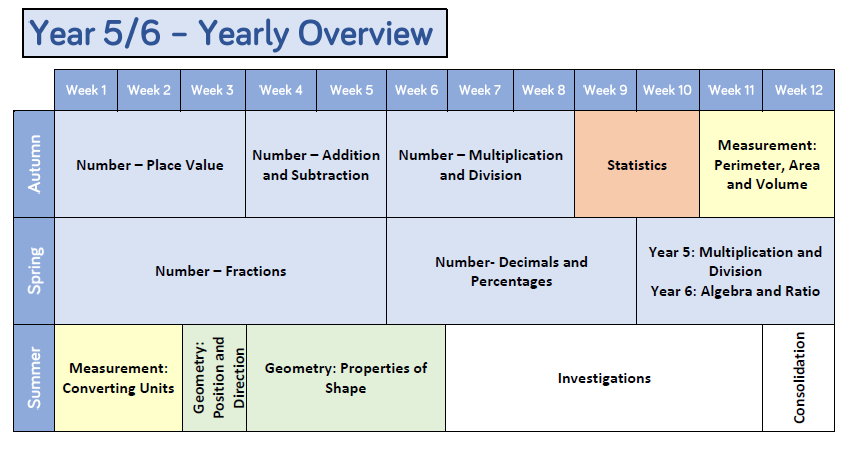 Year 5/6 – Yearly Overview
Week 1
Week 2
Week 3
Week 4
Week 5
Week 6
Week 7
Week 8
Week 9
Week 10
Week 11
Week 12
Autumn
Number – Place Value
Number – Addition
and Subtraction
Number – Multiplication
and Division
Statistics
Measurement:
Perimeter, Area
and Volume
Spring
Number – Fractions
Number- Decimals and
Percentages
Year 5: Multiplication and
Division
Year 6: Algebra and Ratio
Summer
Measurement:
Converting Units
Geometry:
Position and
Direction
Geometry: Properties of
Shape
Investigations
Consolidation